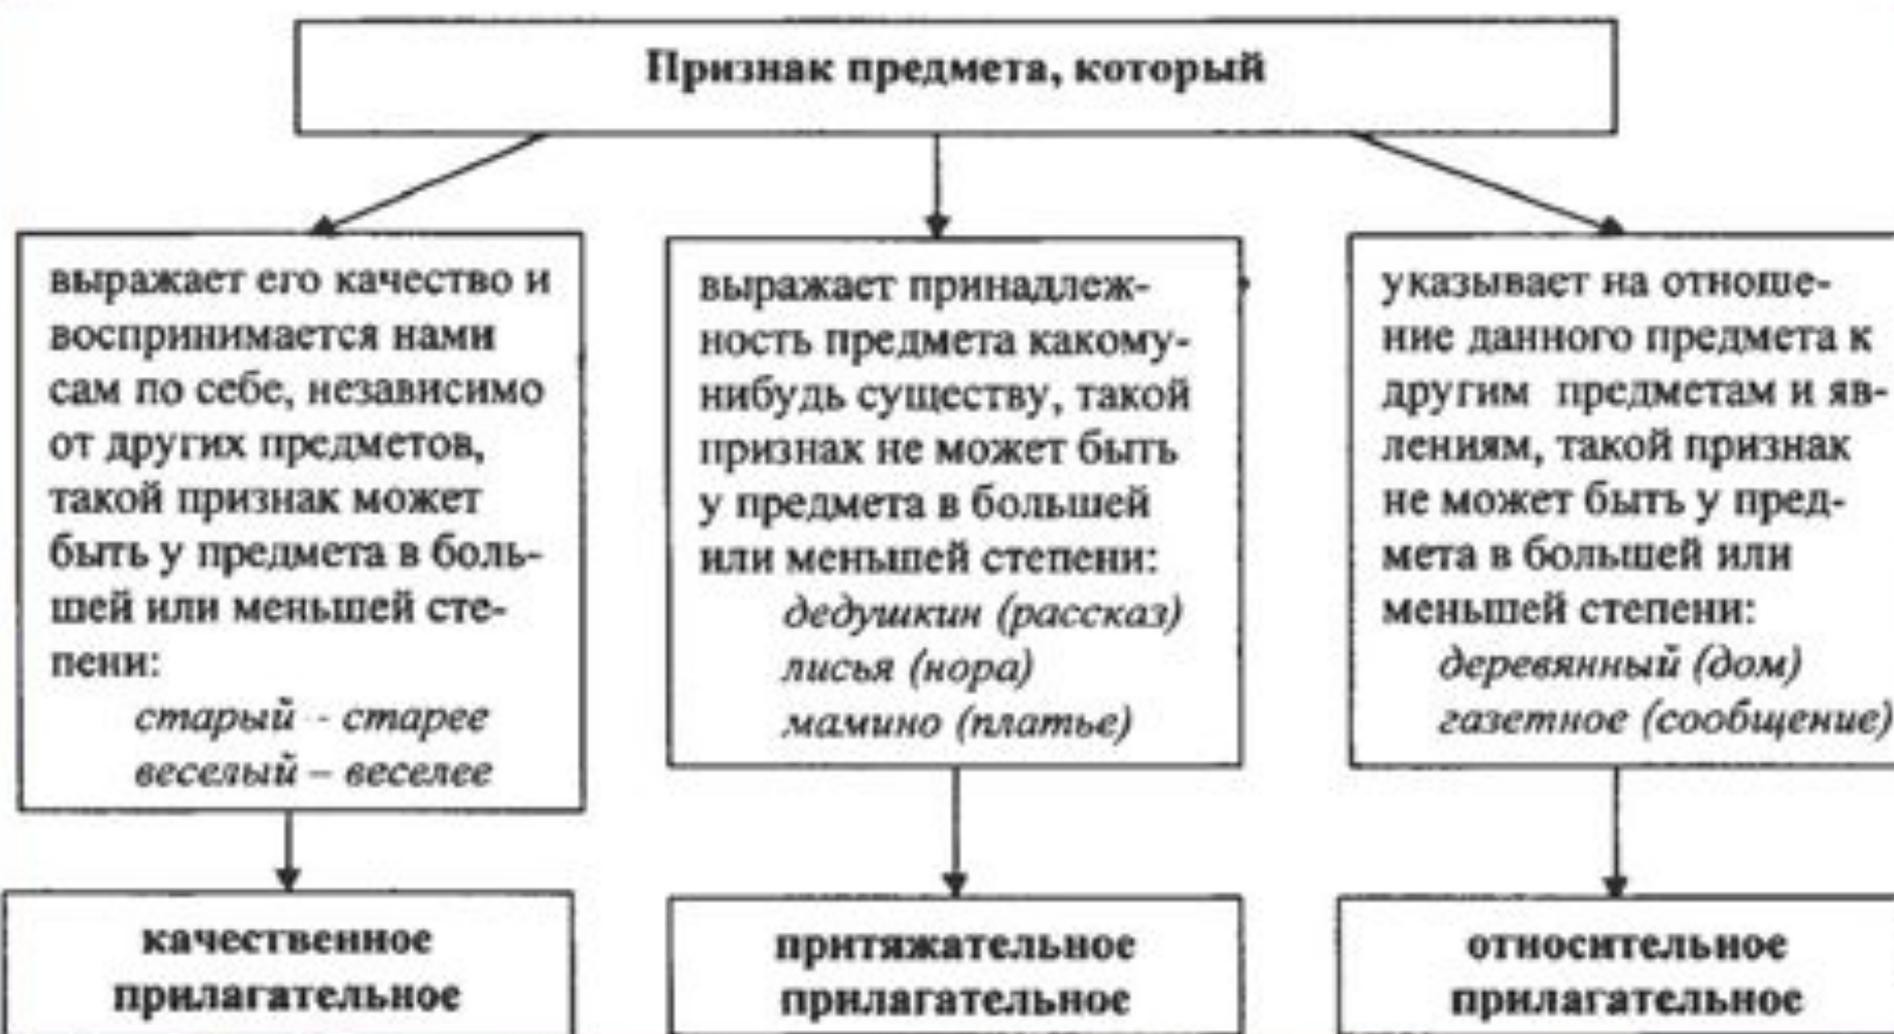 Признак предмета, который
выражает его качество и
воспринимается нами
сам по себе, независимо
от других предметов,
такой признак может
быть у предмета в боль-
шей или меньшей сте-
пени:
старый - старее
веселый – веселее
выражает принадлеж-
ность предмета какому-
нибудь существу, такой
признак не может быть
у предмета в большей
или меньшей степени:
дедушкин (рассказ)
лисья (нора)
мамино (платье)
указывает на отноше-
ние данного предмета к
другим предметам и яв-
лениям, такой признак
не может быть у пред-
мета в большей или
меньшей степени:
деревянный (дом)
газетное (сообщение)
качественное
прилагательное
притяжательное
прилагательное
относительное
прилагательное